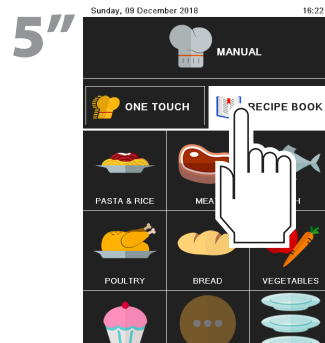 5”
Sunday, 09 December 2018 16:22
MANUAL
ONE TOUCH
RECIPE BOOK
PASTA & RICE
POULTRY
BREAD
VEGETABLES